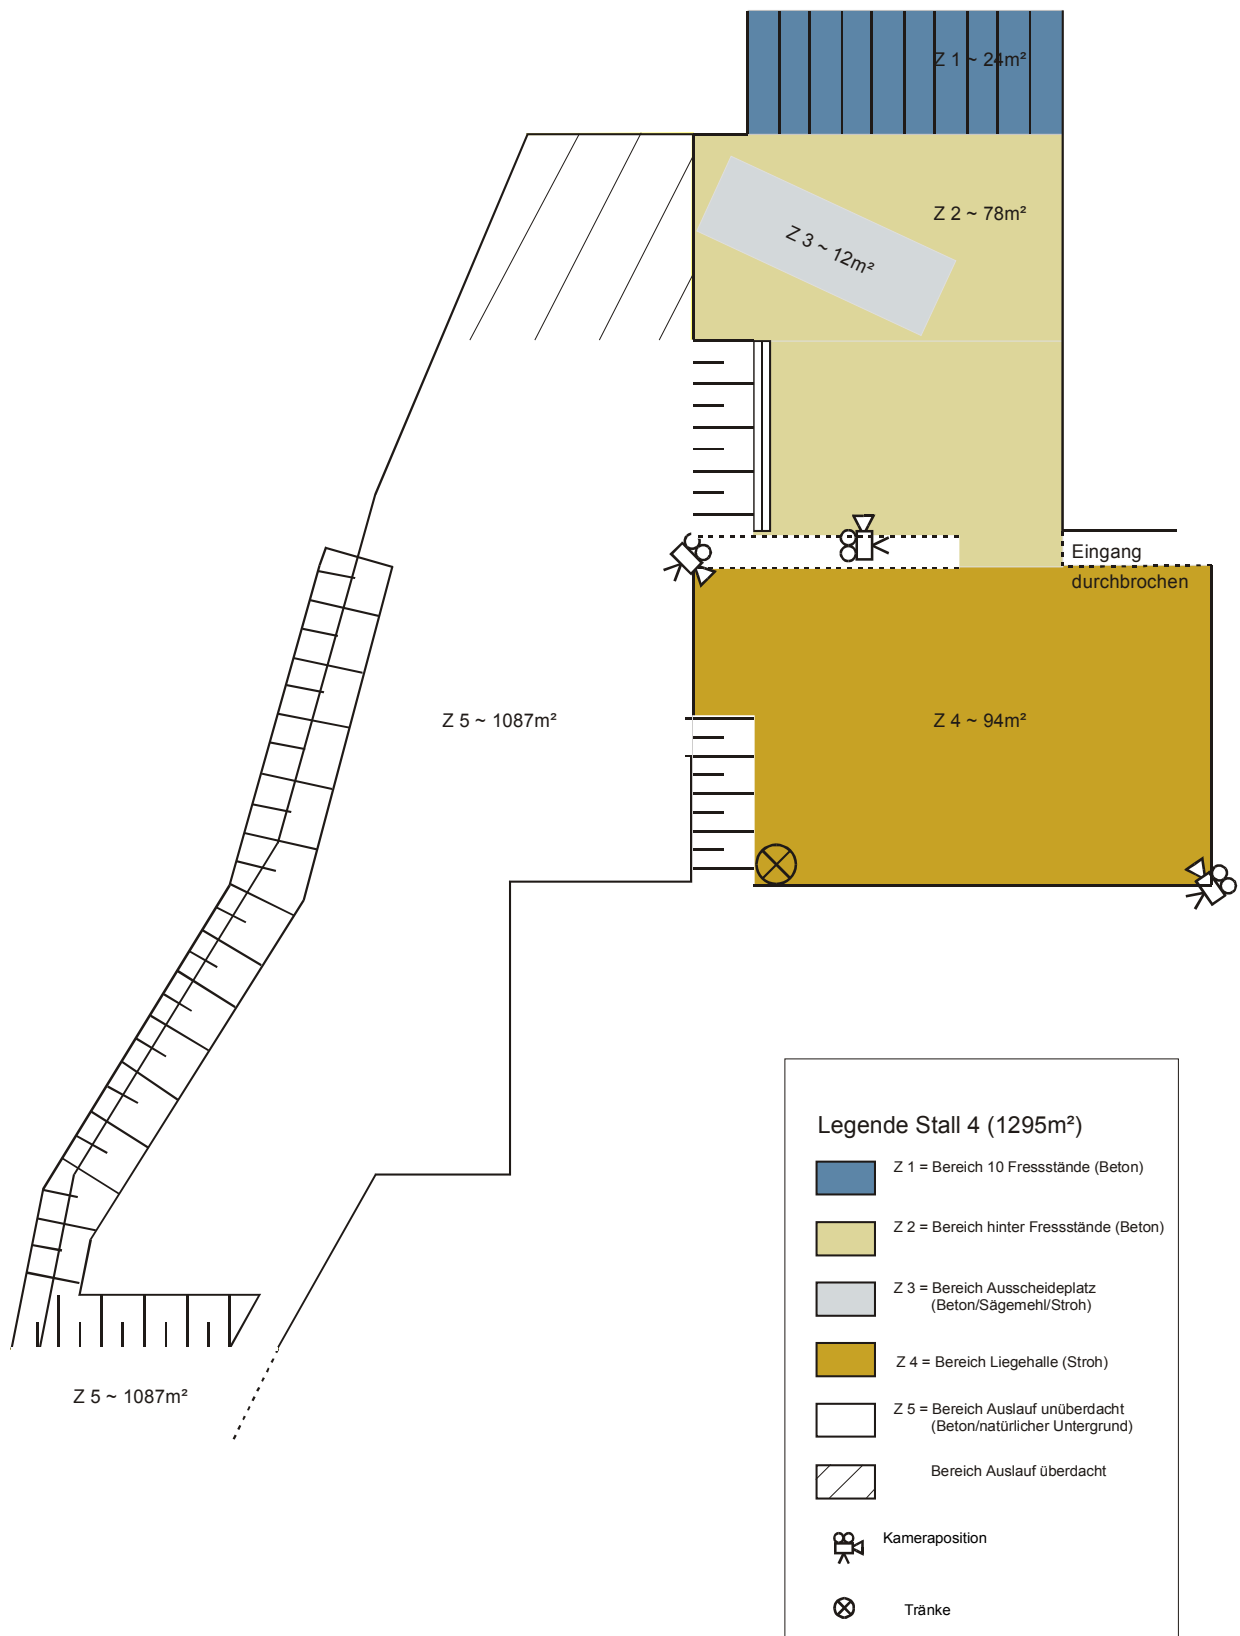 Z 1 ~ 24m²
Z 2 ~ 78m²
Z 3 ~ 12m²
Eingang
durchbrochen
Z 5 ~ 1087m²
Z 4 ~ 94m²
Legende Stall 4 (1295m²)
Z 1 = Bereich 10 Fressstände (Beton)
Z 2 = Bereich hinter Fressstände (Beton)
Z 3 = Bereich Ausscheideplatz
(Beton/Sägemehl/Stroh)
Z 4 = Bereich Liegehalle (Stroh)
Z 5 = Bereich Auslauf unüberdacht
(Beton/natürlicher Untergrund)
Bereich Auslauf überdacht
Kameraposition
Tränke
Z 5 ~ 1087m²